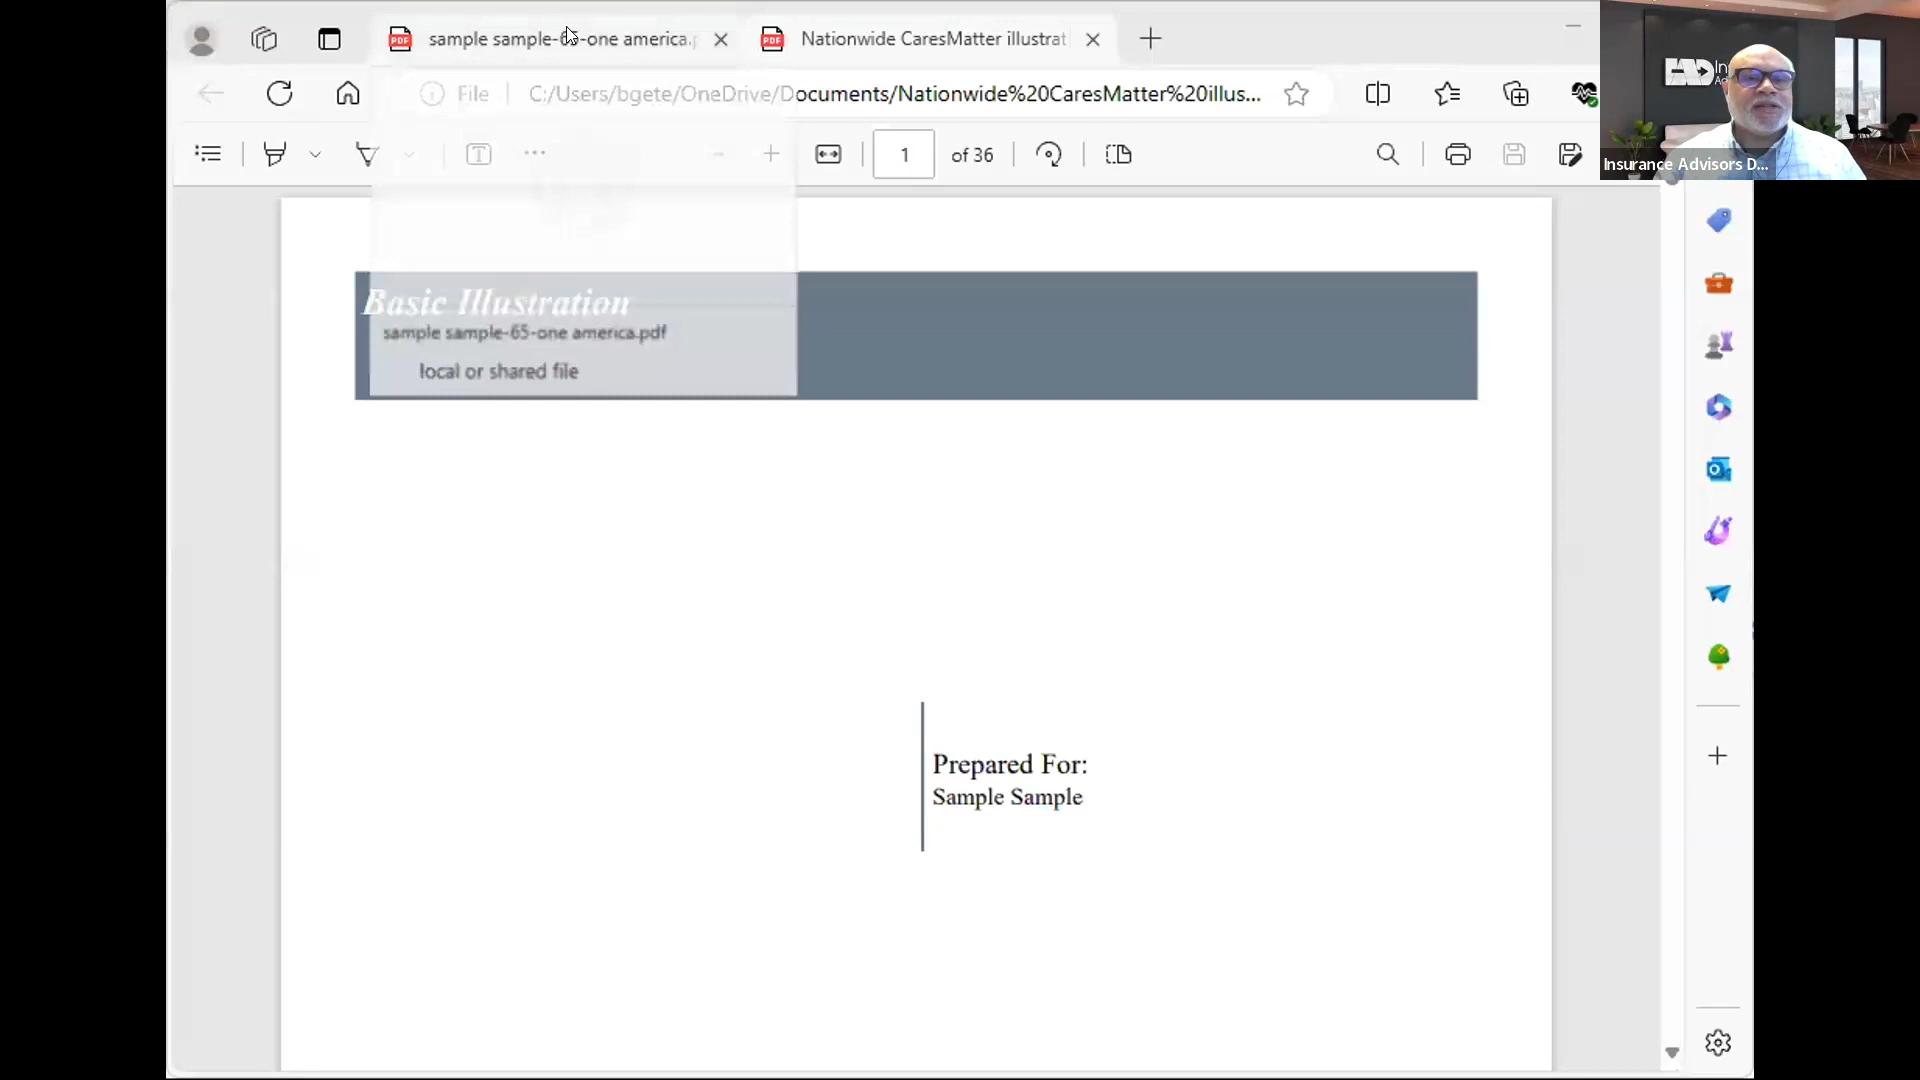 sample sample-65-one america.p
Nationwide CaresMatter illustrat
File
C:/Users/bgete/OneDrive/Documents/Nationwide%20CaresMatter%20illus...
1 of 36
Insurance Advisors D...
Basic Illustration
sample sample-65-one america.pdf
local or shared file
Prepared For:
Sample Sample